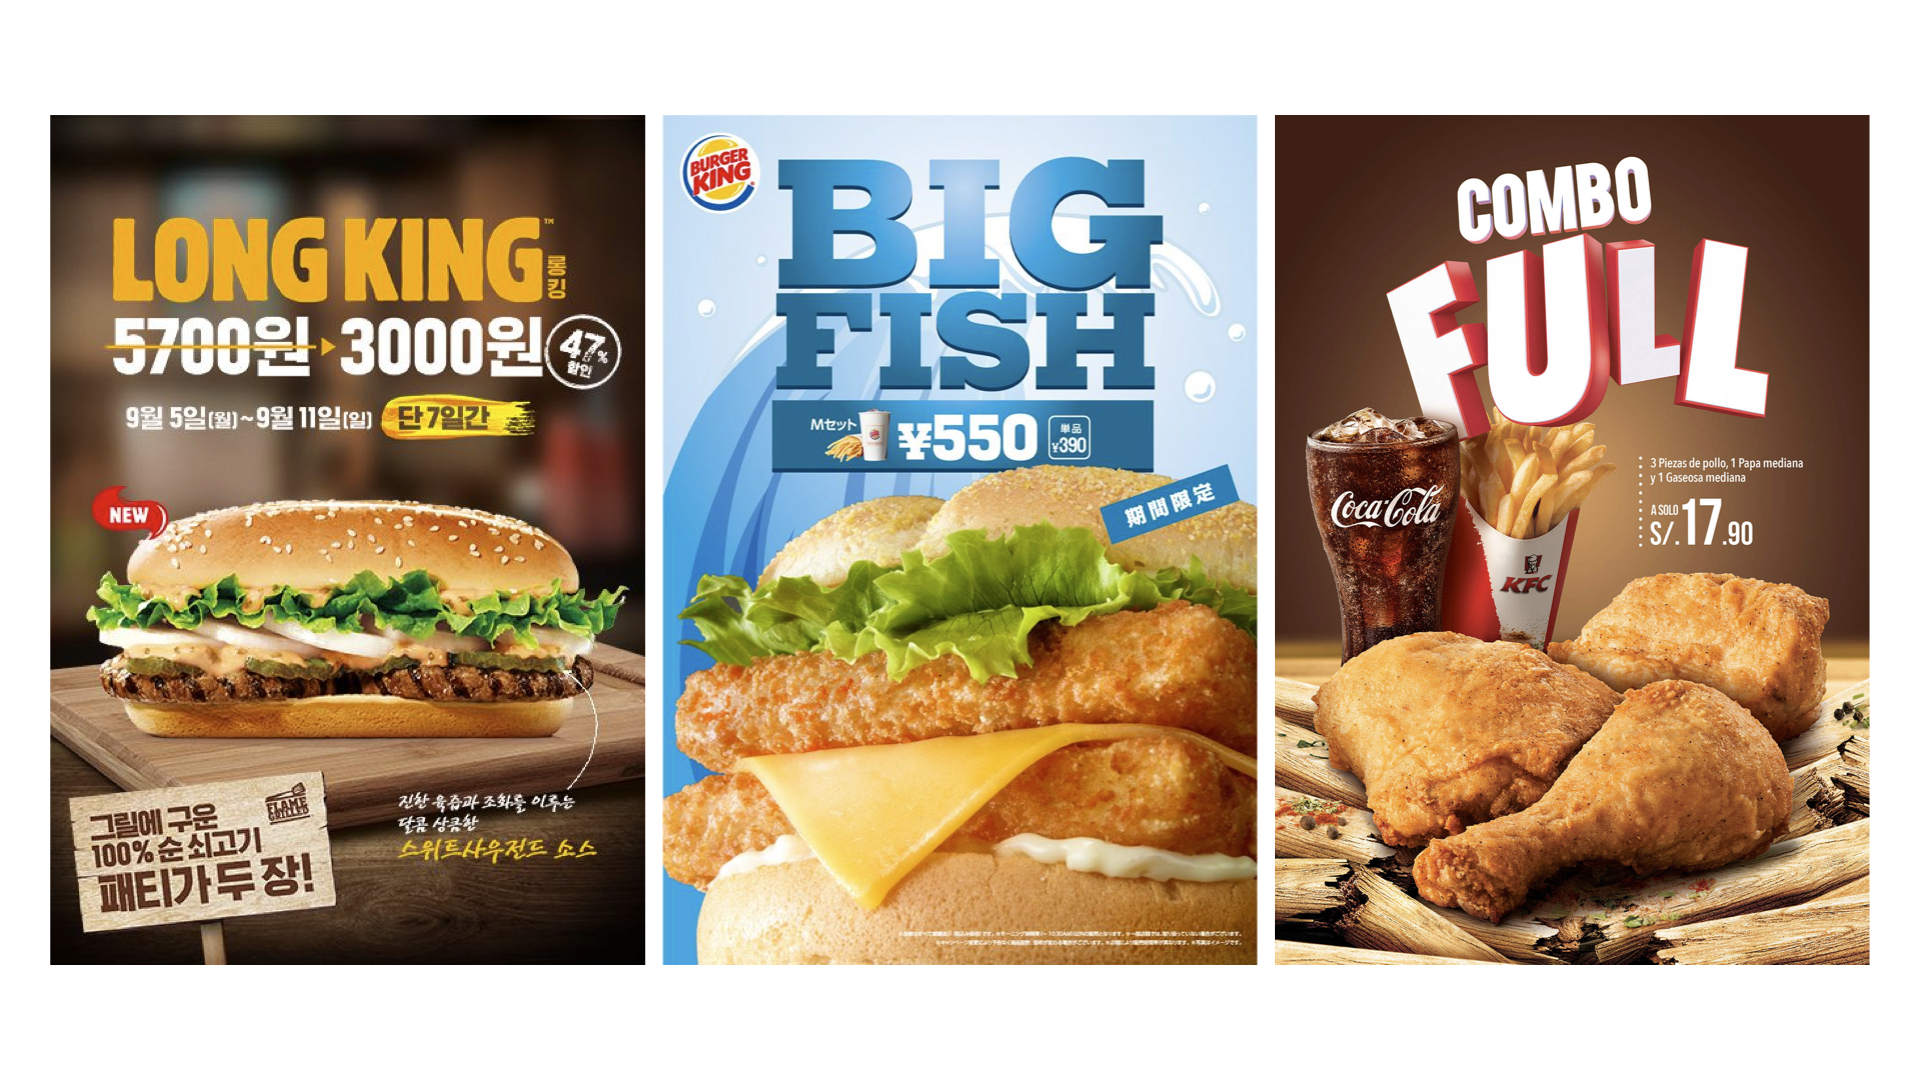 LONG KING™
롱킹
5700원 ▸ 3000원
47%
할인
9월 5일(월)~9월 11일(일) 단 7일간
NEW
그릴에 구운
100% 순 쇠고기
패티가 두 장!
FLAME
GRILLED
진한 육즙과 조화를 이루는
달콤 상큼한
스위트사우전드 소스
BURGER
KING®
BIG
FISH
Mセット ¥550
単品
¥390
期間限定
COMBO
FULL
Coca-Cola
KFC
3 Piezas de pollo, 1 Papa mediana
y 1 Gaseosa mediana
A SOLO
S/.17.90